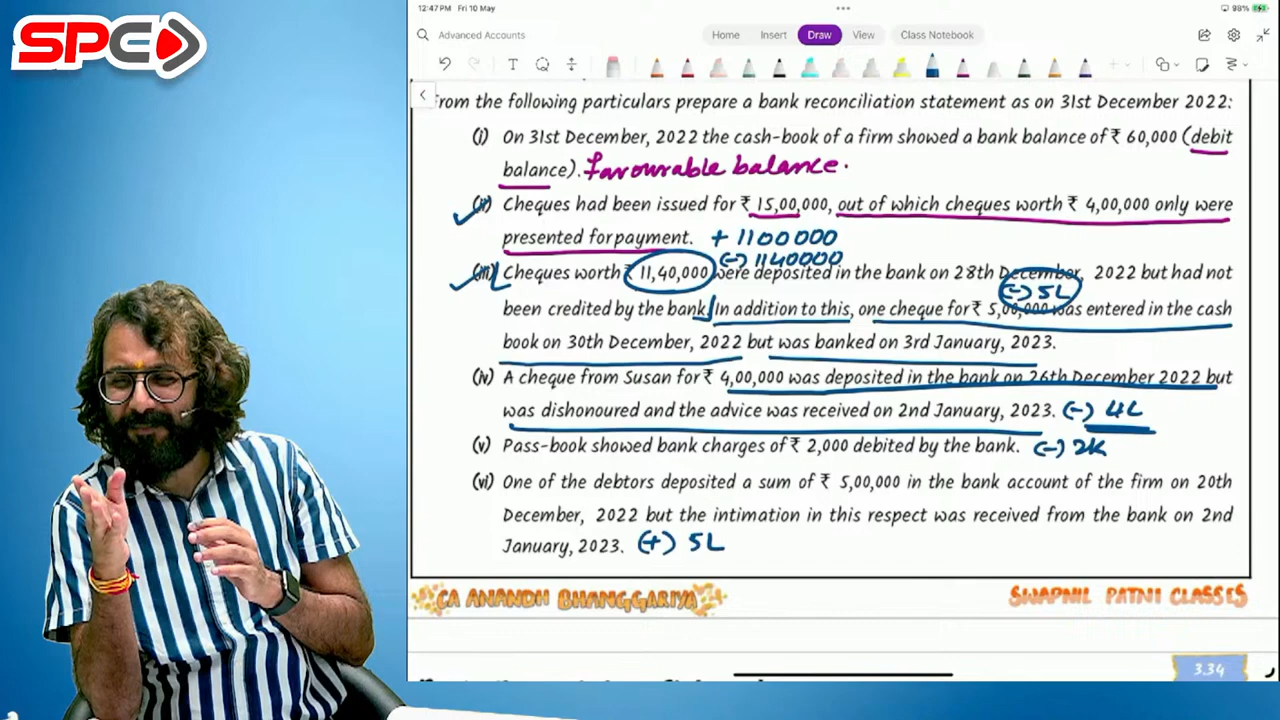 SPC
12:47 PM Fri 10 May
98%
Advanced Accounts
Home Insert Draw View Class Notebook
From the following particulars prepare a bank reconciliation statement as on 31st December 2022:
(i) On 31st December, 2022 the cash-book of a firm showed a bank balance of ₹ 60,000 (debit
balance). favourable balance.
(ii) Cheques had been issued for ₹ 15,00,000, out of which cheques worth ₹ 4,00,000 only were
presented for payment. + 1100000
(-) 1140000
(iii) Cheques worth ₹ 11,40,000 were deposited in the bank on 28th December, 2022 but had not
(-) 5L
been credited by the bank. In addition to this, one cheque for ₹ 5,00,000 was entered in the cash
book on 30th December, 2022 but was banked on 3rd January, 2023.
(iv) A cheque from Susan for ₹ 4,00,000 was deposited in the bank on 26th December 2022 but
was dishonoured and the advice was received on 2nd January, 2023. (-) 4L
(v) Pass-book showed bank charges of ₹ 2,000 debited by the bank. (-) 2K
(vi) One of the debtors deposited a sum of ₹ 5,00,000 in the bank account of the firm on 20th
December, 2022 but the intimation in this respect was received from the bank on 2nd
January, 2023. (+) 5L
CA ANANDH BHANGGARIYA SWAPNIL PATNI CLASSES
3.34